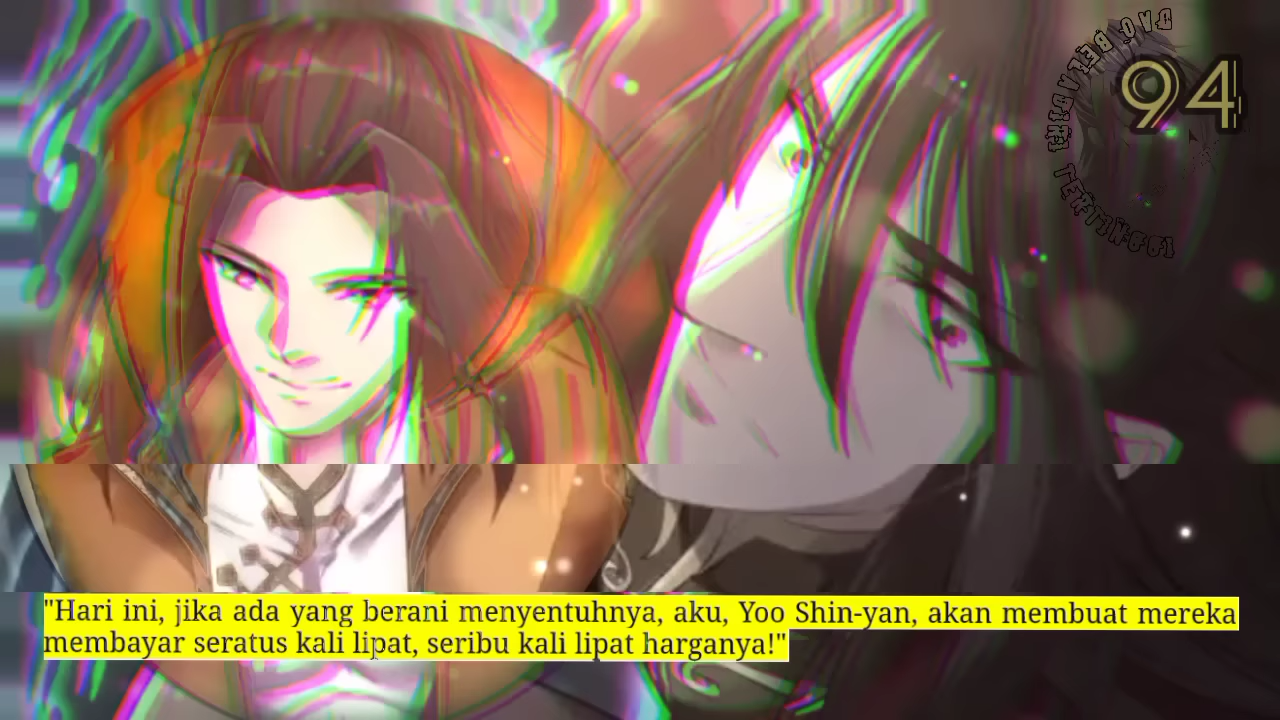 94
"Hari ini, jika ada yang berani menyentuhnya, aku, Yoo Shin-yan, akan membuat mereka
membayar seratus kali lipat, seribu kali lipat harganya!"